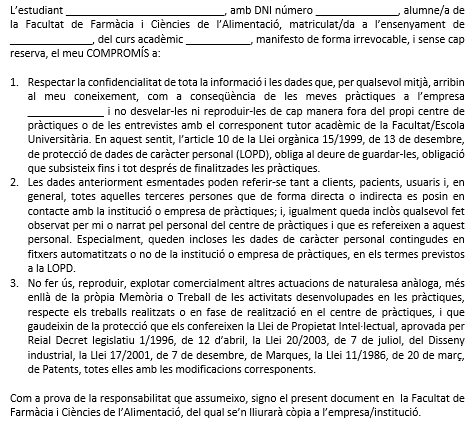 L'estudiant ______________________________, amb DNI número _______________, alumne/a de
la Facultat de Farmàcia i Ciències de l'Alimentació, matriculat/da a l'ensenyament de
_______________, del curs acadèmic ____________, manifesto de forma irrevocable, i sense cap
reserva, el meu COMPROMÍS a:
1. Respectar la confidencialitat de tota la informació i les dades que, per qualsevol mitjà, arribin
al meu coneixement, com a conseqüència de les meves pràctiques a l'empresa
______________ i no desvelar-les ni reproduir-les de cap manera fora del propi centre de
pràctiques o de les entrevistes amb el corresponent tutor acadèmic de la Facultat/Escola
Universitària. En aquest sentit, l'article 10 de la Llei orgànica 15/1999, de 13 de desembre,
de protecció de dades de caràcter personal (LOPD), obliga al deure de guardar-les, obligació
que subsisteix fins i tot després de finalitzades les pràctiques.
2. Les dades anteriorment esmentades poden referir-se tant a clients, pacients, usuaris i, en
general, totes aquelles terceres persones que de forma directa o indirecta es posin en
contacte amb la institució o empresa de pràctiques; i, igualment queda inclòs qualsevol fet
observat per mi o narrat pel personal del centre de pràctiques i que es refereixen a aquest
personal. Especialment, queden incloses les dades de caràcter personal contingudes en
fitxers automatitzats o no de la institució o empresa de pràctiques, en els termes previstos
a la LOPD.
3. No fer ús, reproduir, explotar comercialment altres actuacions de naturalesa anàloga, més
enllà de la pròpia Memòria o Treball de les activitats desenvolupades en les pràctiques,
respecte els treballs realitzats o en fase de realització en el centre de pràctiques, i que
gaudeixin de la protecció que els confereixen la Llei de Propietat Intel·lectual, aprovada per
Reial Decret legislatiu 1/1996, de 12 d'abril, la Llei 20/2003, de 7 de juliol, del Disseny
industrial, la Llei 17/2001, de 7 de desembre, de Marques, la Llei 11/1986, de 20 de març,
de Patents, totes elles amb les modificacions corresponents.
Com a prova de la responsabilitat que assumeixo, signo el present document en la Facultat de
Farmàcia i Ciències de l'Alimentació, del qual se'n lliurarà còpia a l'empresa/institució.